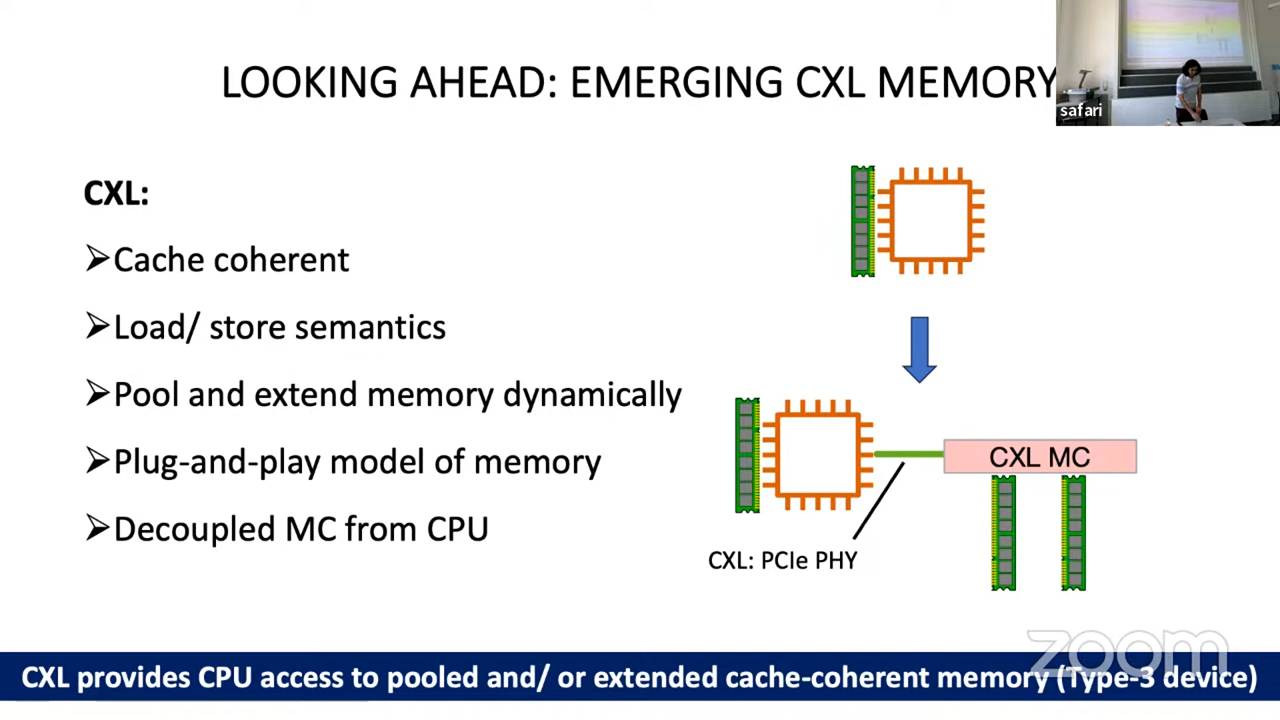 LOOKING AHEAD: EMERGING CXL MEMORY
safari
CXL:
➢Cache coherent
➢Load/ store semantics
➢Pool and extend memory dynamically
➢Plug-and-play model of memory
➢Decoupled MC from CPU
CXL MC
CXL: PCIe PHY
zoom
CXL provides CPU access to pooled and/ or extended cache-coherent memory (Type-3 device)